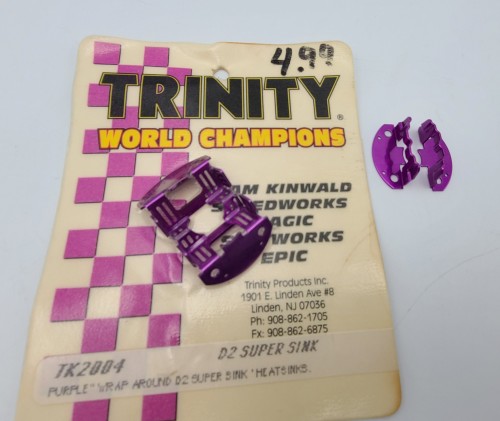 4.99
TRINITY®
WORLD CHAMPIONS
KINWALD
EPIC
Trinity Products Inc.
1901 E. Linden Ave #8
Linden, NJ 07036
Ph: 908-862-1705
Fx: 908-862-6875
TK2004 D2 SUPER SINK
PURPLE "WRAP AROUND D2 SUPER SINK" HEATSINKS.